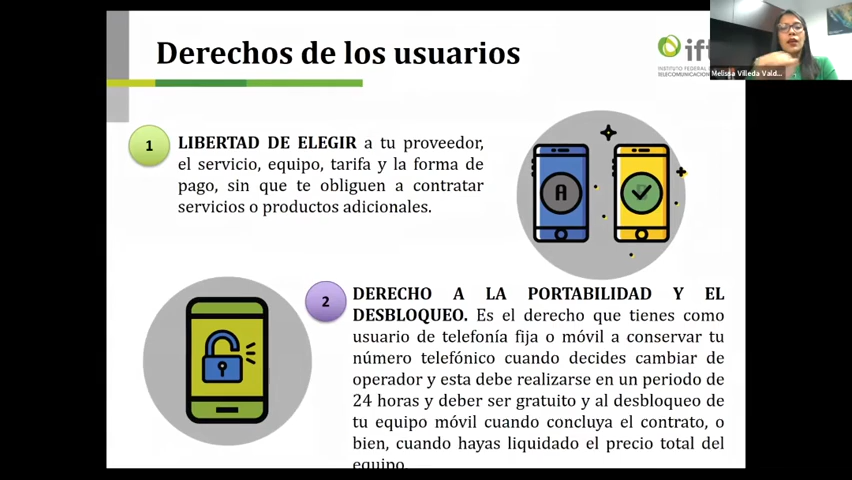 Derechos de los usuarios
ift
INSTITUTO FEDERAL
TELECOMUNICACION
Melissa Villeda Vald...
1
LIBERTAD DE ELEGIR a tu proveedor,
el servicio, equipo, tarifa y la forma de
pago, sin que te obliguen a contratar
servicios o productos adicionales.
A
2
DERECHO A LA PORTABILIDAD Y EL
DESBLOQUEO. Es el derecho que tienes como
usuario de telefonía fija o móvil a conservar tu
número telefónico cuando decides cambiar de
operador y esta debe realizarse en un periodo de
24 horas y deber ser gratuito y al desbloqueo de
tu equipo móvil cuando concluya el contrato, o
bien, cuando hayas liquidado el precio total del
equipo.